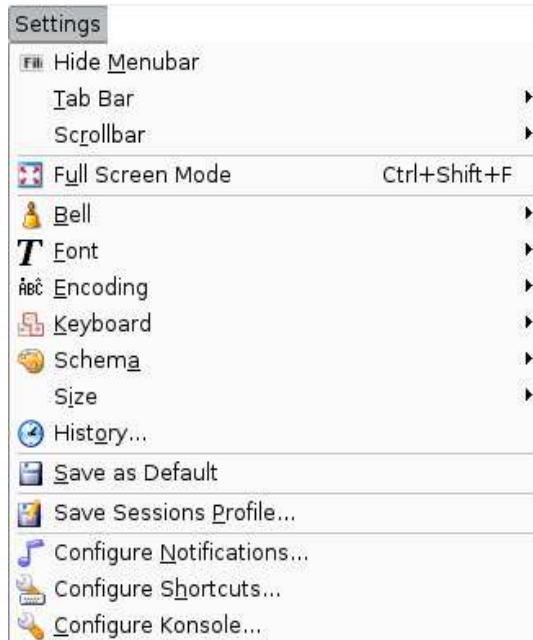 Settings
Hide Menubar
Tab Bar
Scrollbar
Full Screen Mode Ctrl+Shift+F
Bell
T Font
ÀBĈ Encoding
Keyboard
Schema
Size
History...
Save as Default
Save Sessions Profile...
Configure Notifications...
Configure Shortcuts...
Configure Konsole...